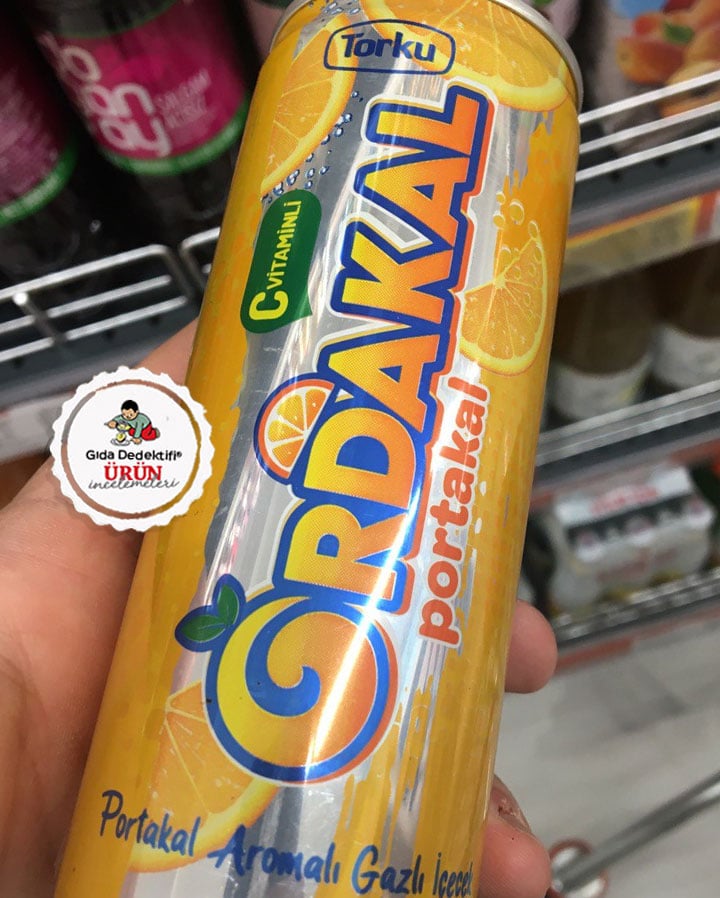 Torku
C VİTAMİNLİ
ORDAKAL
portakal
Portakal Aromalı Gazlı İçecek
Gıda Dedektifi®
ÜRÜN
incelemeleri